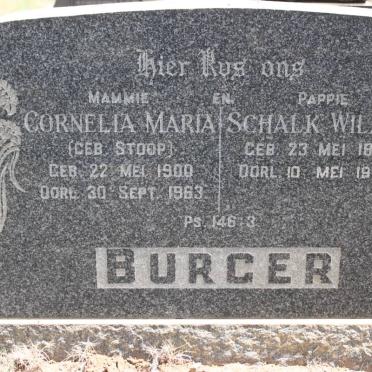 Hier Rus ons
MAMMIE EN PAPPIE
CORNELIA MARIA SCHALK WIL
(GEB STOOP) GEB. 23 MEI 18
GEB. 22 MEI 1900 OORL. 10 MEI 19
OORL. 30 SEPT. 1963
Ps. 146:3
BURGER